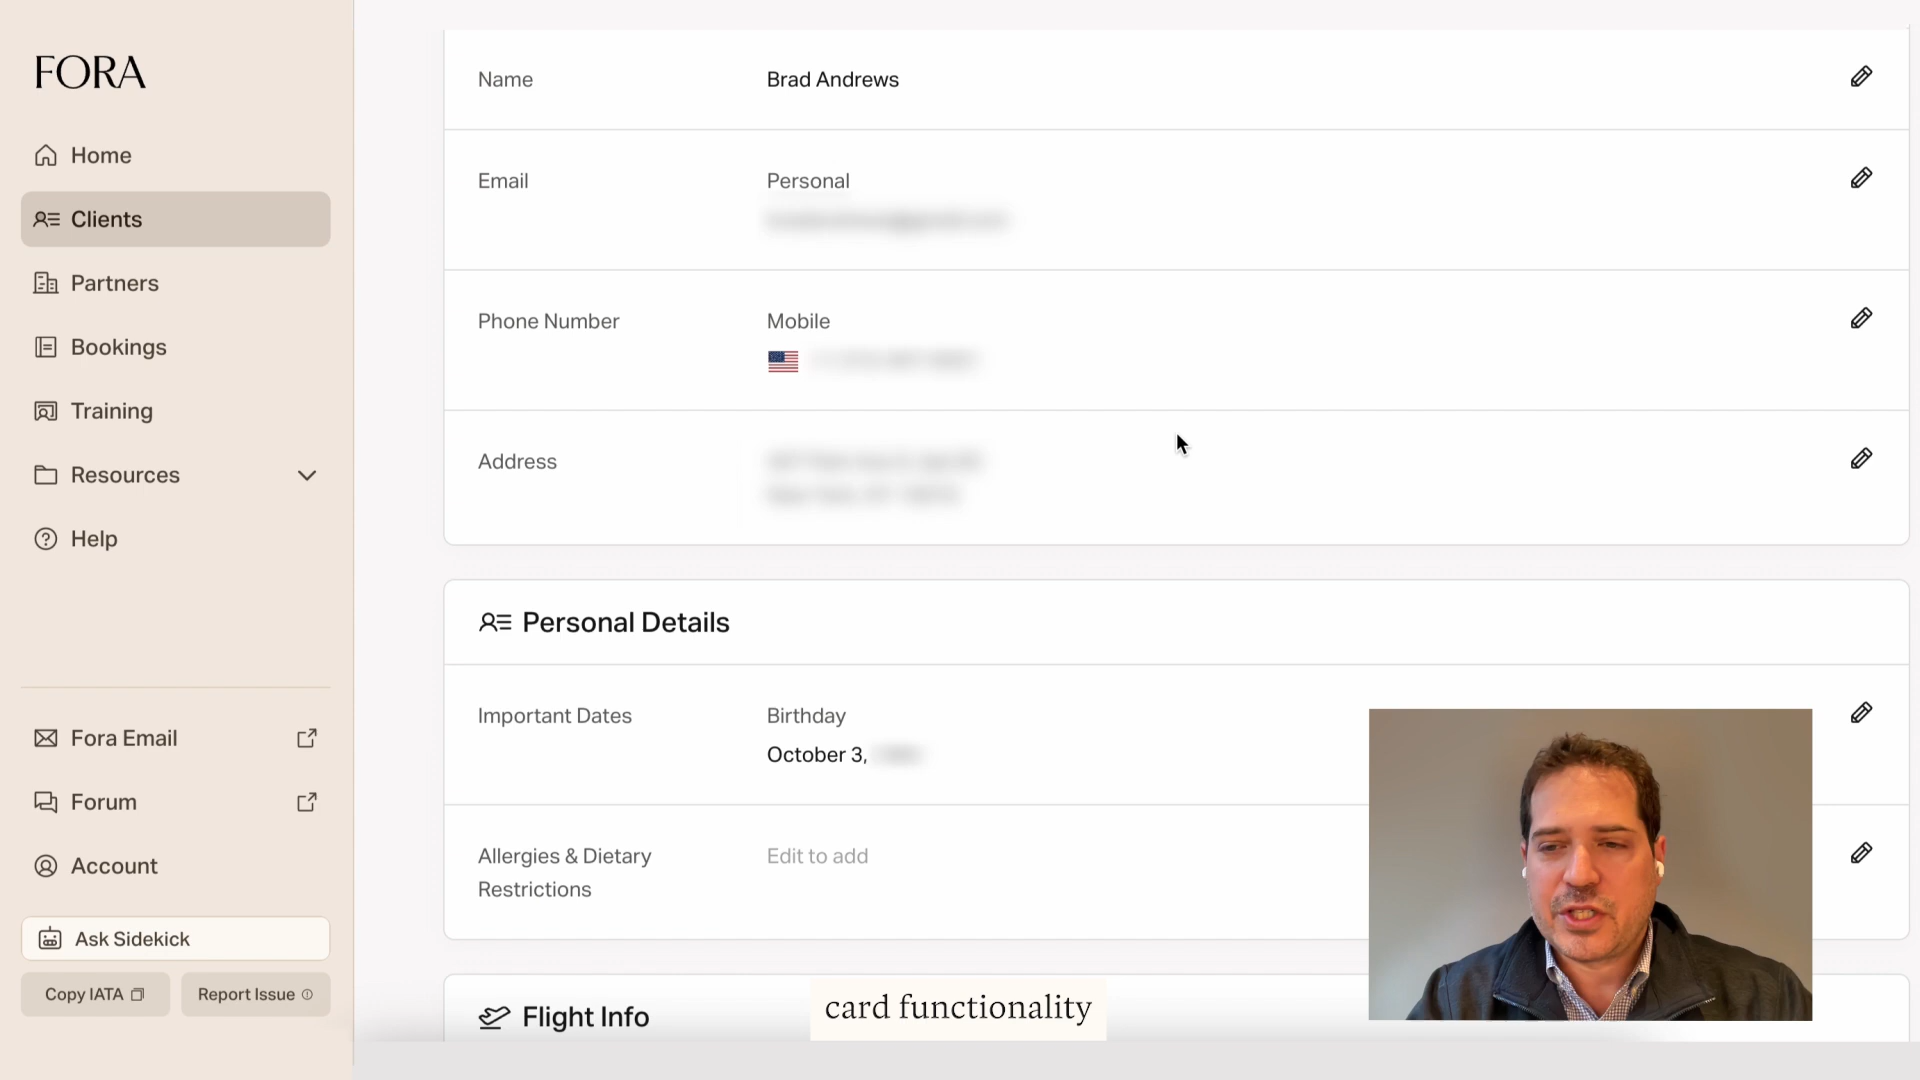 FORA
Home
Clients
Partners
Bookings
Training
Resources
Help
Fora Email
Forum
Account
Ask Sidekick
Copy IATA
Report Issue
Name
Brad Andrews
Email
Personal
Phone Number
Mobile
Address
Personal Details
Important Dates
Birthday
October 3,
Allergies & Dietary
Restrictions
Edit to add
Flight Info
card functionality